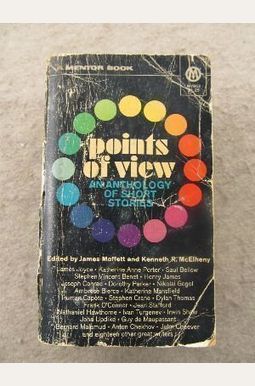 A MENTOR BOOK
points
of view
AN ANTHOLOGY
OF SHORT
STORIES
Edited by James Moffett and Kenneth R. McElheny
James Joyce • Katherine Anne Porter • Saul Bellow
Stephen Vincent Benét • Henry James
Joseph Conrad • Dorothy Parker • Nikolai Gogol
Ambrose Bierce • Katherine Mansfield
Truman Capote • Stephen Crane • Dylan Thomas
Frank O'Connor • Jean Stafford
Nathaniel Hawthorne • Ivan Turgenev • Irwin Shaw
John Updike • Guy de Maupassant
Bernard Malamud • Anton Chekhov • John Cheever
and eighteen other great writers